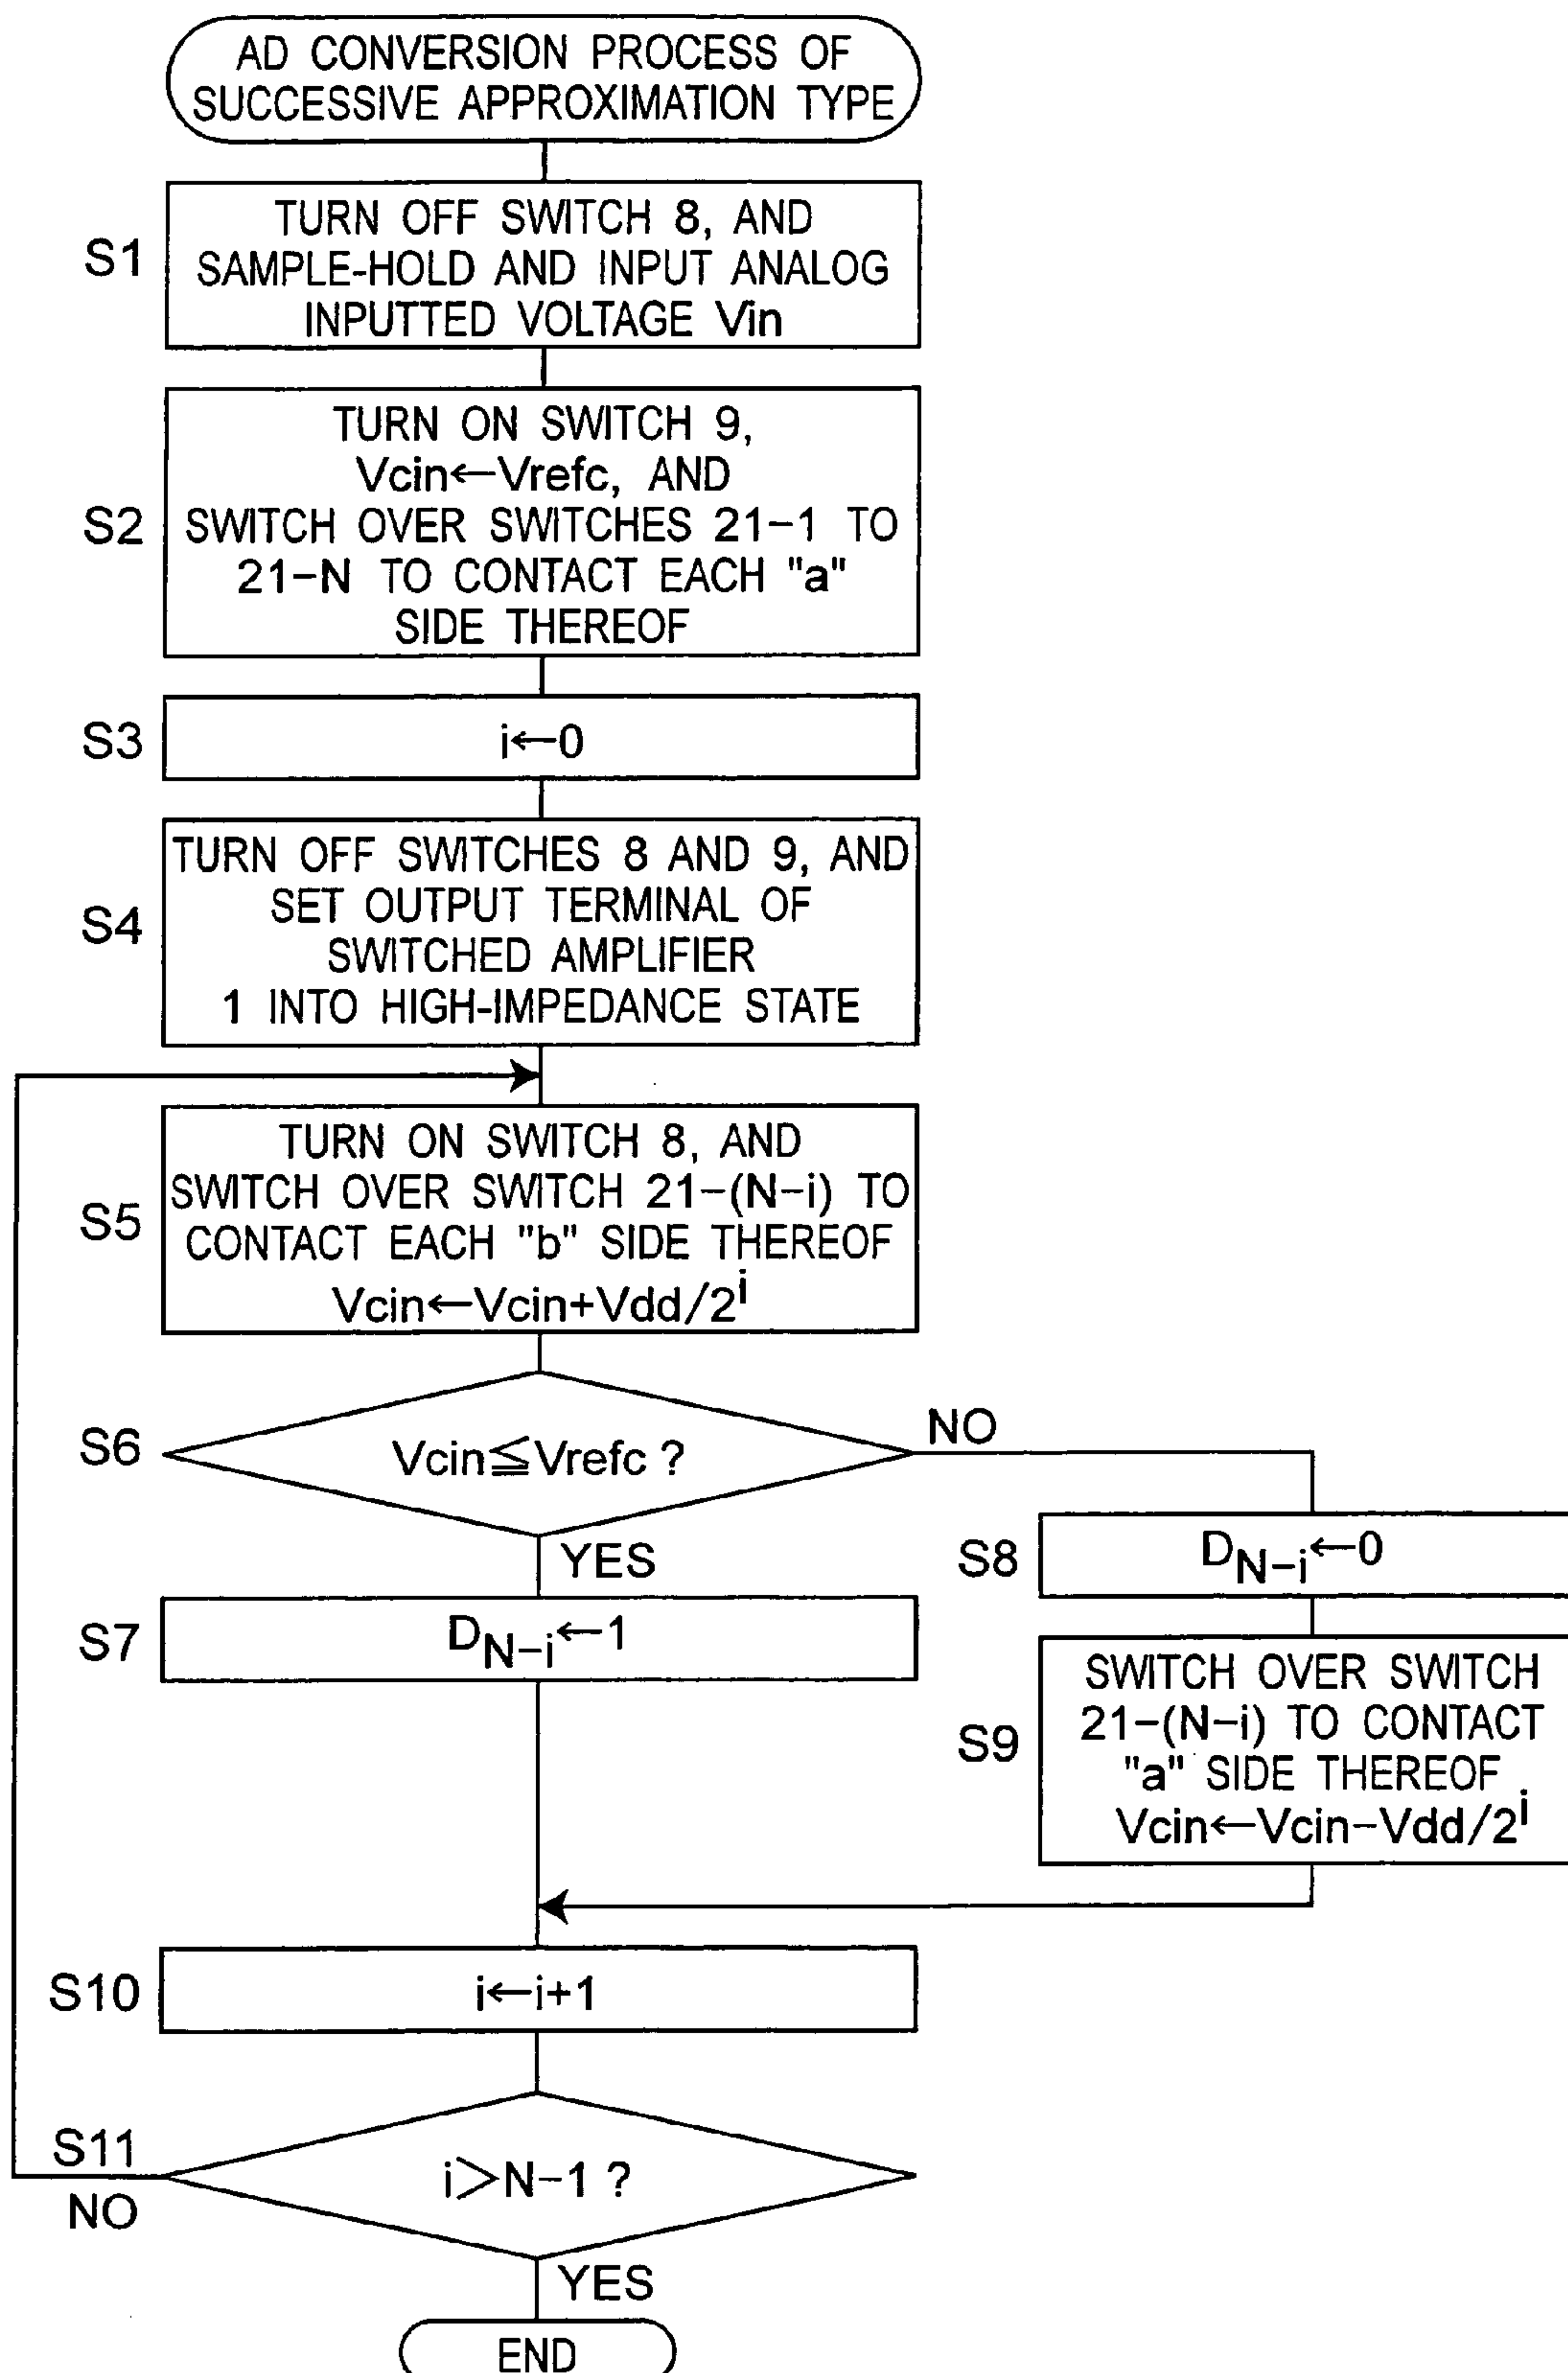 AD CONVERSION PROCESS OF
SUCCESSIVE APPROXIMATION TYPE
S1
TURN OFF SWITCH 8, AND
SAMPLE-HOLD AND INPUT ANALOG
INPUTTED VOLTAGE Vin
S2
TURN ON SWITCH 9,
Vcin←Vrefc, AND
SWITCH OVER SWITCHES 21-1 TO
21-N TO CONTACT EACH "a"
SIDE THEREOF
S3
i←0
S4
TURN OFF SWITCHES 8 AND 9, AND
SET OUTPUT TERMINAL OF
SWITCHED AMPLIFIER
1 INTO HIGH-IMPEDANCE STATE
S5
TURN ON SWITCH 8, AND
SWITCH OVER SWITCH 21-(N-i) TO
CONTACT EACH "b" SIDE THEREOF
Vcin←Vcin+Vdd/2^i
S6
Vcin≦Vrefc ?
NO
YES
S7
D_{N-i}←1
S8
D_{N-i}←0
S9
SWITCH OVER SWITCH
21-(N-i) TO CONTACT
"a" SIDE THEREOF
Vcin←Vcin-Vdd/2^i
S10
i←i+1
S11
i>N-1 ?
NO
YES
END